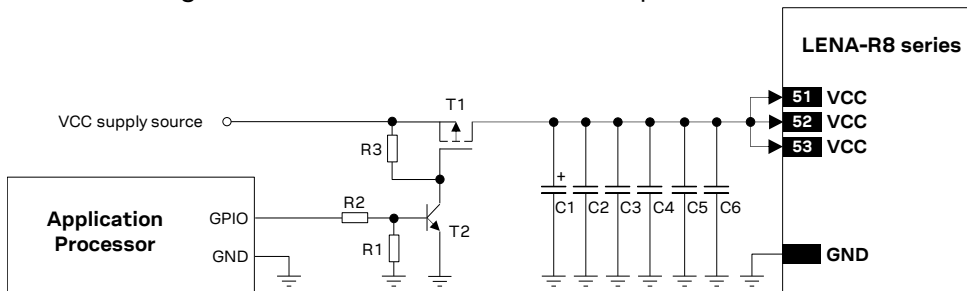 LENA-R8 series
T1
51 VCC
VCC supply source
52 VCC
53 VCC
R3
+
C1 C2 C3 C4 C5 C6
R2
Application
Processor
GPIO
T2
R1
GND
GND